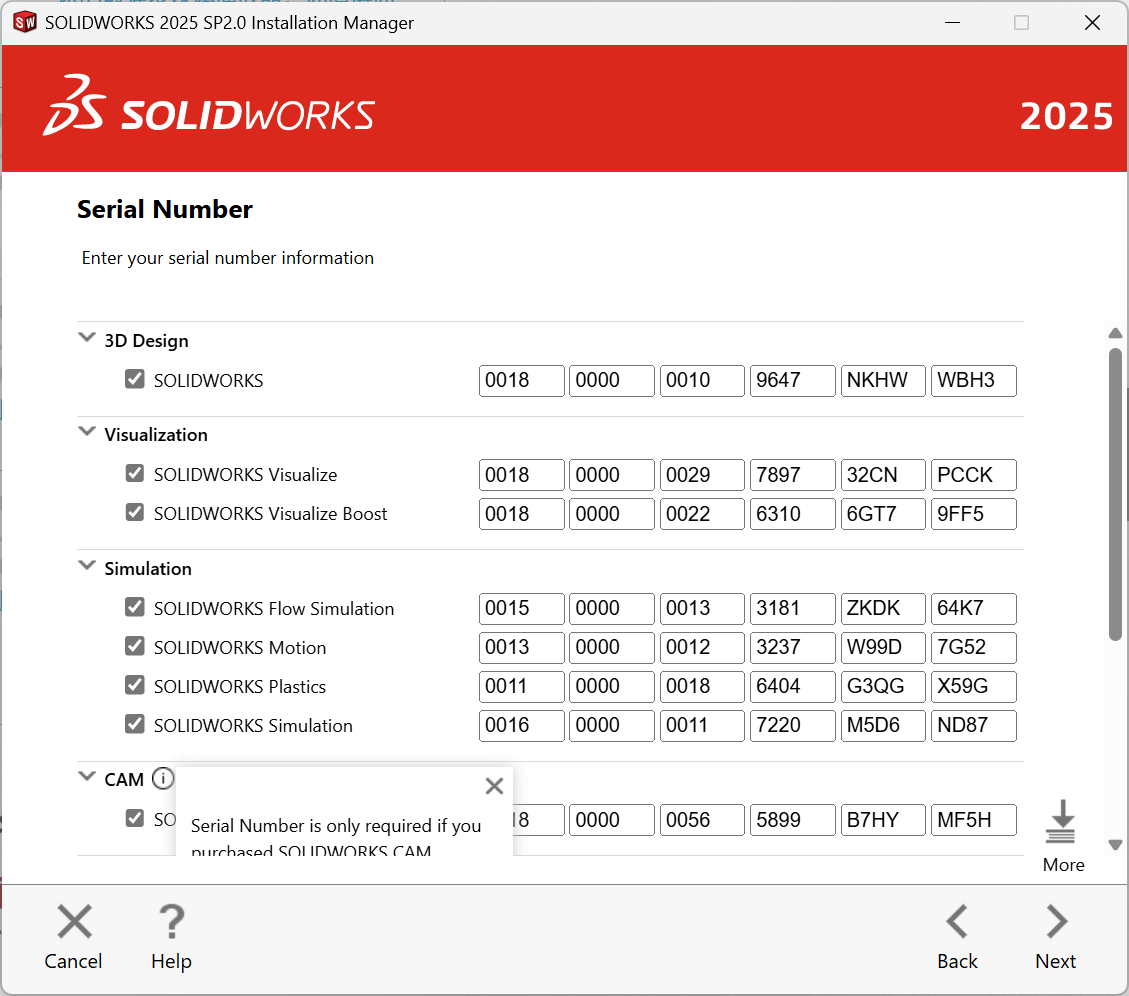 SOLIDWORKS 2025 SP2.0 Installation Manager
SOLIDWORKS 2025
Serial Number
Enter your serial number information
3D Design
SOLIDWORKS 0018 0000 0010 9647 NKHW WBH3
Visualization
SOLIDWORKS Visualize 0018 0000 0029 7897 32CN PCCK
SOLIDWORKS Visualize Boost 0018 0000 0022 6310 6GT7 9FF5
Simulation
SOLIDWORKS Flow Simulation 0015 0000 0013 3181 ZKDK 64K7
SOLIDWORKS Motion 0013 0000 0012 3237 W99D 7G52
SOLIDWORKS Plastics 0011 0000 0018 6404 G3QG X59G
SOLIDWORKS Simulation 0016 0000 0011 7220 M5D6 ND87
CAM
SO 18 0000 0056 5899 B7HY MF5H
Serial Number is only required if you
purchased SOLIDWORKS CAM
More
Cancel Help Back Next